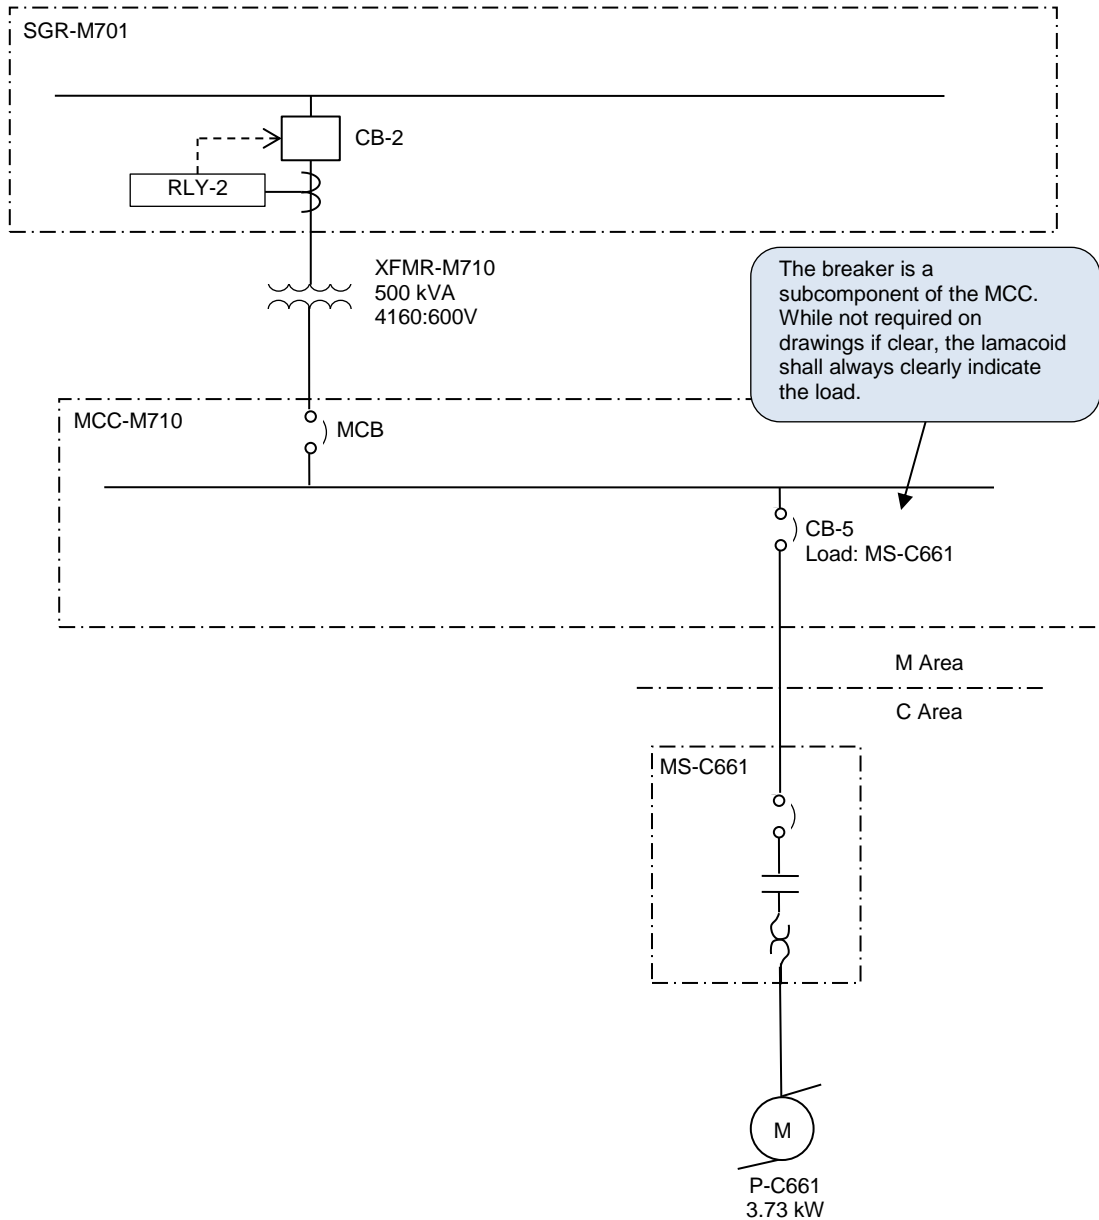 SGR-M701
CB-2
RLY-2
XFMR-M710
500 kVA
4160:600V
The breaker is a
subcomponent of the MCC.
While not required on
drawings if clear, the lamacoid
shall always clearly indicate
the load.
MCC-M710
MCB
CB-5
Load: MS-C661
M Area
C Area
MS-C661
M
P-C661
3.73 kW